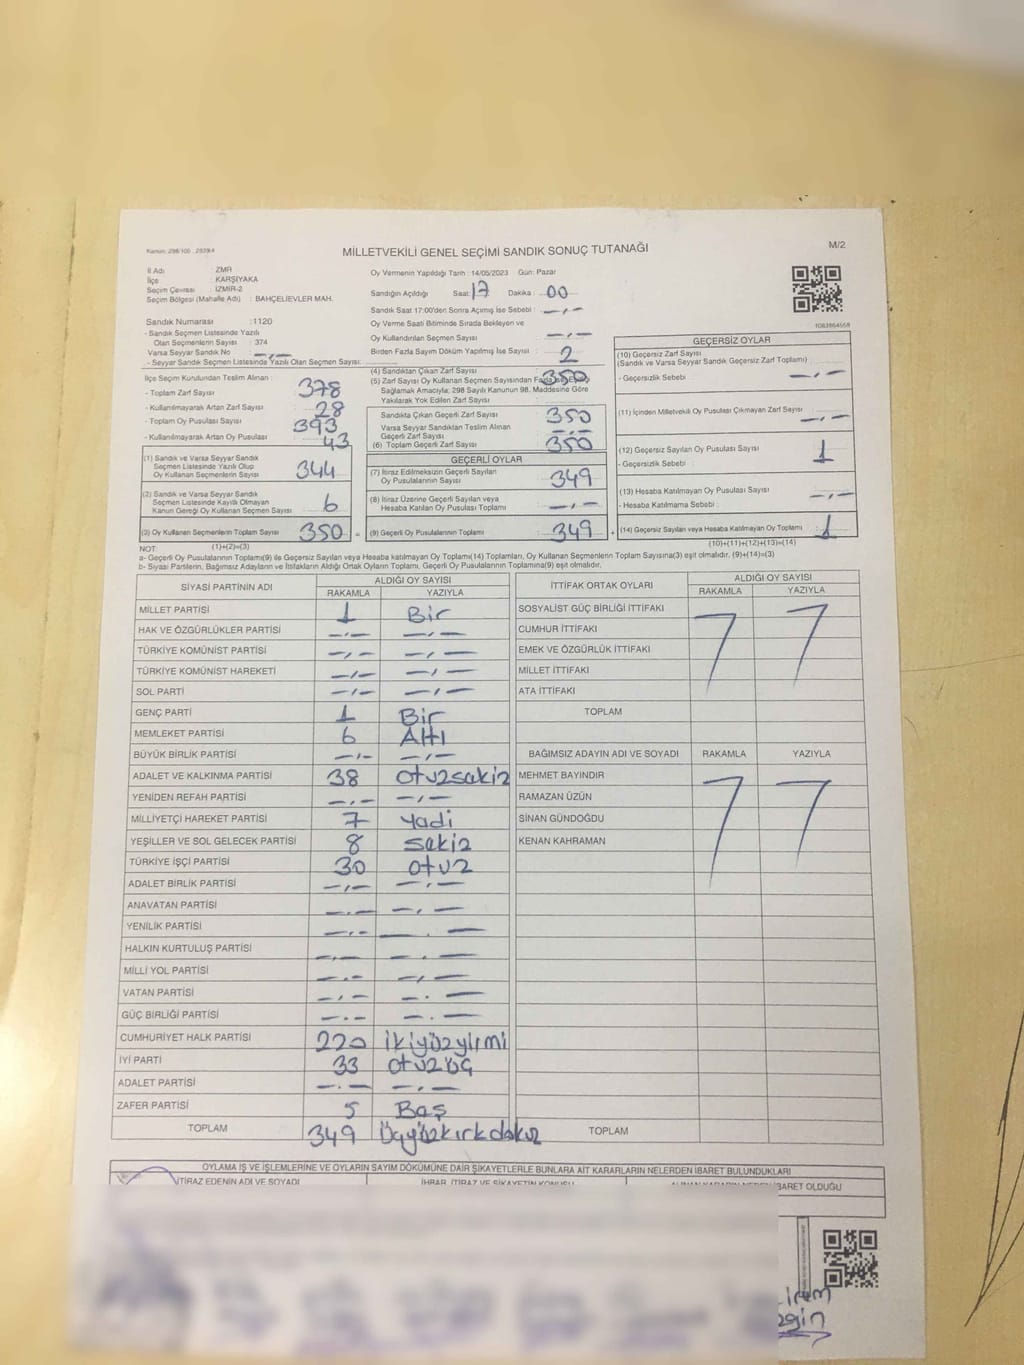 Kanun: 298/105 , 2839/4
MİLLETVEKİLİ GENEL SEÇİMİ SANDIK SONUÇ TUTANAĞI
M/2
İl Adı : ZMR
İlçe : KARŞIYAKA
Seçim Çevrasi : İZMİR-2
Seçim Bölgesi (Mahalle Adı) : BAHÇELİEVLER MAH.
Sandık Numarası :1120
- Sandık Seçmen Listesinde Yazılı
Olan Seçmenlerin Sayısı : 374
Varsa Seyyar Sandık No —,—
- Seyyar Sandık Seçmen Listesinde Yazılı Olan Seçmen Sayısı:
Oy Vermenin Yapıldığı Tarih : 14/05/2023 Gün: Pazar
Sandığın Açıldığı Saat: 17 Dakika : 00
Sandık Saat 17:00'den Sonra Açımış İse Sebebi : —,—
Oy Verme Saati Bitiminde Sırada Bekleyen ve
Oy Kullandırılan Seçmen Sayısı : —,—
Birden Fazla Sayım Döküm Yapılmış İse Sayısı : 2
1083864558
İlçe Seçim Kurulundan Teslim Alınan :
- Toplam Zarf Sayısı 378
- Kullanılmayarak Artan Zarf Sayısı 28
- Toplam Oy Pusulası Sayısı 393
- Kullanılmayarak Artan Oy Pusulası 43
(1) Sandık ve Varsa Seyyar Sandık
Seçmen Listesinde Yazılı Olup
Oy Kullanan Seçmenlerin Sayısı 344
(2) Sandık ve Varsa Seyyar Sandık
Seçmen Listesinde Kayıtlı Olmayan
Kanun Gereği Oy Kullanan Seçmen Sayısı 6
(3) Oy Kullanan Seçmenlerin Toplam Sayısı 350 =
(1)+(2)=(3)
(4) Sandıktan Çıkan Zarf Sayısı : 350
(5) Zarf Sayısı Oy Kullanan Seçmen Sayısından Fazla
Sağlamak Amacıyla; 298 Sayılı Kanunun 98. Maddesine Göre
Yakılarak Yok Edilen Zarf Sayısı :
Sandıkta Çıkan Geçerli Zarf Sayısı 350
Varsa Seyyar Sandıktan Teslim Alınan
Geçerli Zarf Sayısı —,—
(6) Toplam Geçerli Zarf Sayısı 350
GEÇERLİ OYLAR
(7) İtiraz Edilmeksizin Geçerli Sayılan
Oy Pusulalarının Sayısı 349
(8) İtiraz Üzerine Geçerli Sayılan veya
Hesaba Katılan Oy Pusulası Toplamı —,—
(9) Geçerli Oy Pusulalarının Toplamı 349 +
GEÇERSİZ OYLAR
(10) Geçersiz Zarf Sayısı
(Sandık ve Varsa Seyyar Sandık Geçersiz Zarf Toplamı)
- Geçersizlik Sebebi : —,—
(11) İçinden Milletvekili Oy Pusulası Çıkmayan Zarf Sayısı —,—
(12) Geçersiz Sayılan Oy Pusulası Sayısı 1
- Geçersizlik Sebebi :
(13) Hesaba Katılmayan Oy Pusulası Sayısı —,—
- Hesaba Katılmama Sebebi :
(14) Geçersiz Sayılan veya Hesaba Katılmayan Oy Toplamı 1
(10)+(11)+(12)+(13)=(14)
NOT:
a- Geçerli Oy Pusulalarının Toplamı(9) ile Geçersiz Sayılan veya Hesaba katılmayan Oy Toplamı(14) Toplamları, Oy Kullanan Seçmenlerin Toplam Sayısına(3) eşit olmalıdır. (9)+(14)=(3)
b- Siyasi Partilerin, Bağımsız Adayların ve İttifakların Aldığı Ortak Oyların Toplamı, Geçerli Oy Pusulalarının Toplamına(9) eşit olmalıdır.
SİYASİ PARTİNİN ADI ALDIĞI OY SAYISI
RAKAMLA YAZIYLA
MİLLET PARTİSİ 1 Bir
HAK VE ÖZGÜRLÜKLER PARTİSİ —,— —,—
TÜRKİYE KOMÜNİST PARTİSİ —,— —,—
TÜRKİYE KOMÜNİST HAREKETİ —,— —,—
SOL PARTİ —,— —,—
GENÇ PARTİ 1 Bir
MEMLEKET PARTİSİ 6 Altı
BÜYÜK BİRLİK PARTİSİ —,— —,—
ADALET VE KALKINMA PARTİSİ 38 otuzsekiz
YENİDEN REFAH PARTİSİ —,— —,—
MİLLİYETÇİ HAREKET PARTİSİ 7 yedi
YEŞİLLER VE SOL GELECEK PARTİSİ 8 sekiz
TÜRKİYE İŞÇİ PARTİSİ 30 otuz
ADALET BİRLİK PARTİSİ —,— —,—
ANAVATAN PARTİSİ —,— —,—
YENİLİK PARTİSİ —,— —,—
HALKIN KURTULUŞ PARTİSİ —,— —,—
MİLLİ YOL PARTİSİ —,— —,—
VATAN PARTİSİ —,— —,—
GÜÇ BİRLİĞİ PARTİSİ —,— —,—
CUMHURİYET HALK PARTİSİ 220 ikiyüzyirmi
İYİ PARTİ 33 otuzüç
ADALET PARTİSİ —,— —,—
ZAFER PARTİSİ 5 Beş
TOPLAM 349 üçyüzkırkdokuz
İTTİFAK ORTAK OYLARI ALDIĞI OY SAYISI
RAKAMLA YAZIYLA
SOSYALİST GÜÇ BİRLİĞİ İTTİFAKI
CUMHUR İTTİFAKI
EMEK VE ÖZGÜRLÜK İTTİFAKI
MİLLET İTTİFAKI
ATA İTTİFAKI
TOPLAM
BAĞIMSIZ ADAYIN ADI VE SOYADI RAKAMLA YAZIYLA
MEHMET BAYINDIR
RAMAZAN ÜZÜN
SİNAN GÜNDOĞDU
KENAN KAHRAMAN
TOPLAM
OYLAMA İŞ VE İŞLEMLERİNE VE OYLARIN SAYIM DÖKÜMÜNE DAİR ŞİKAYETLERLE BUNLARA AİT KARARLARIN NELERDEN İBARET BULUNDUKLARI
İTİRAZ EDENİN ADI VE SOYADI İHBAR, İTİRAZ VE ŞİKAYETİN KONUSU İBARET OLDUĞU